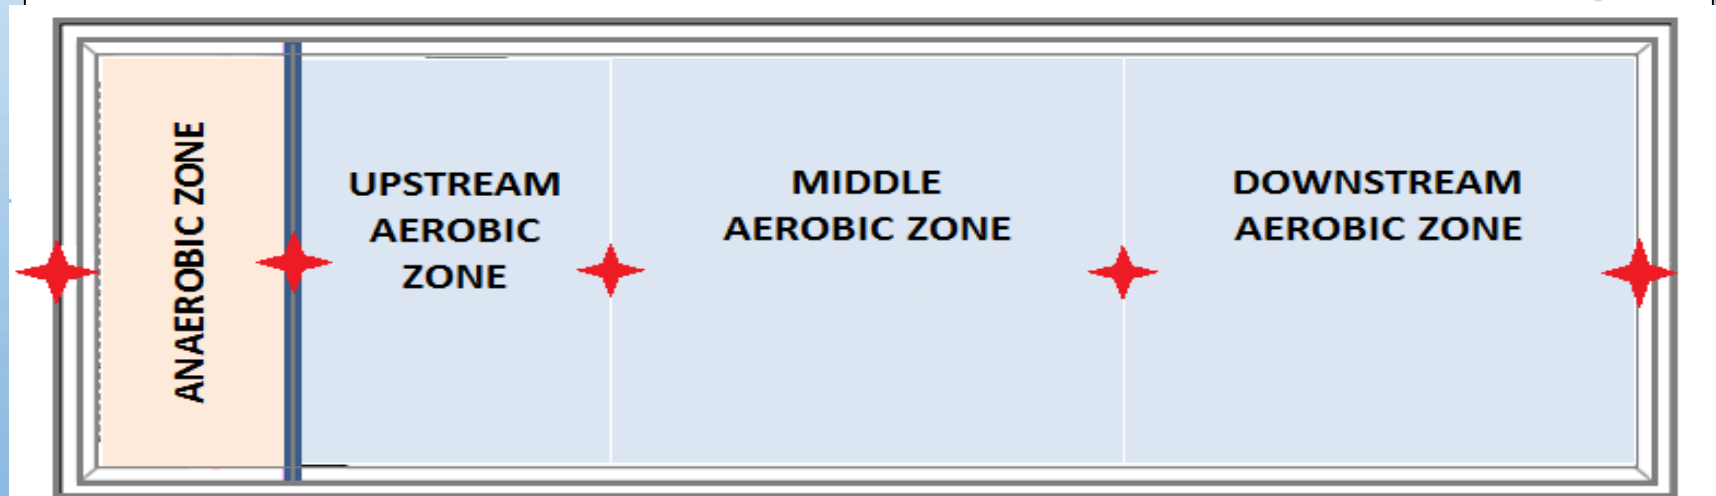 ANAEROBIC ZONE
UPSTREAM
AEROBIC
ZONE
MIDDLE
AEROBIC ZONE
DOWNSTREAM
AEROBIC ZONE